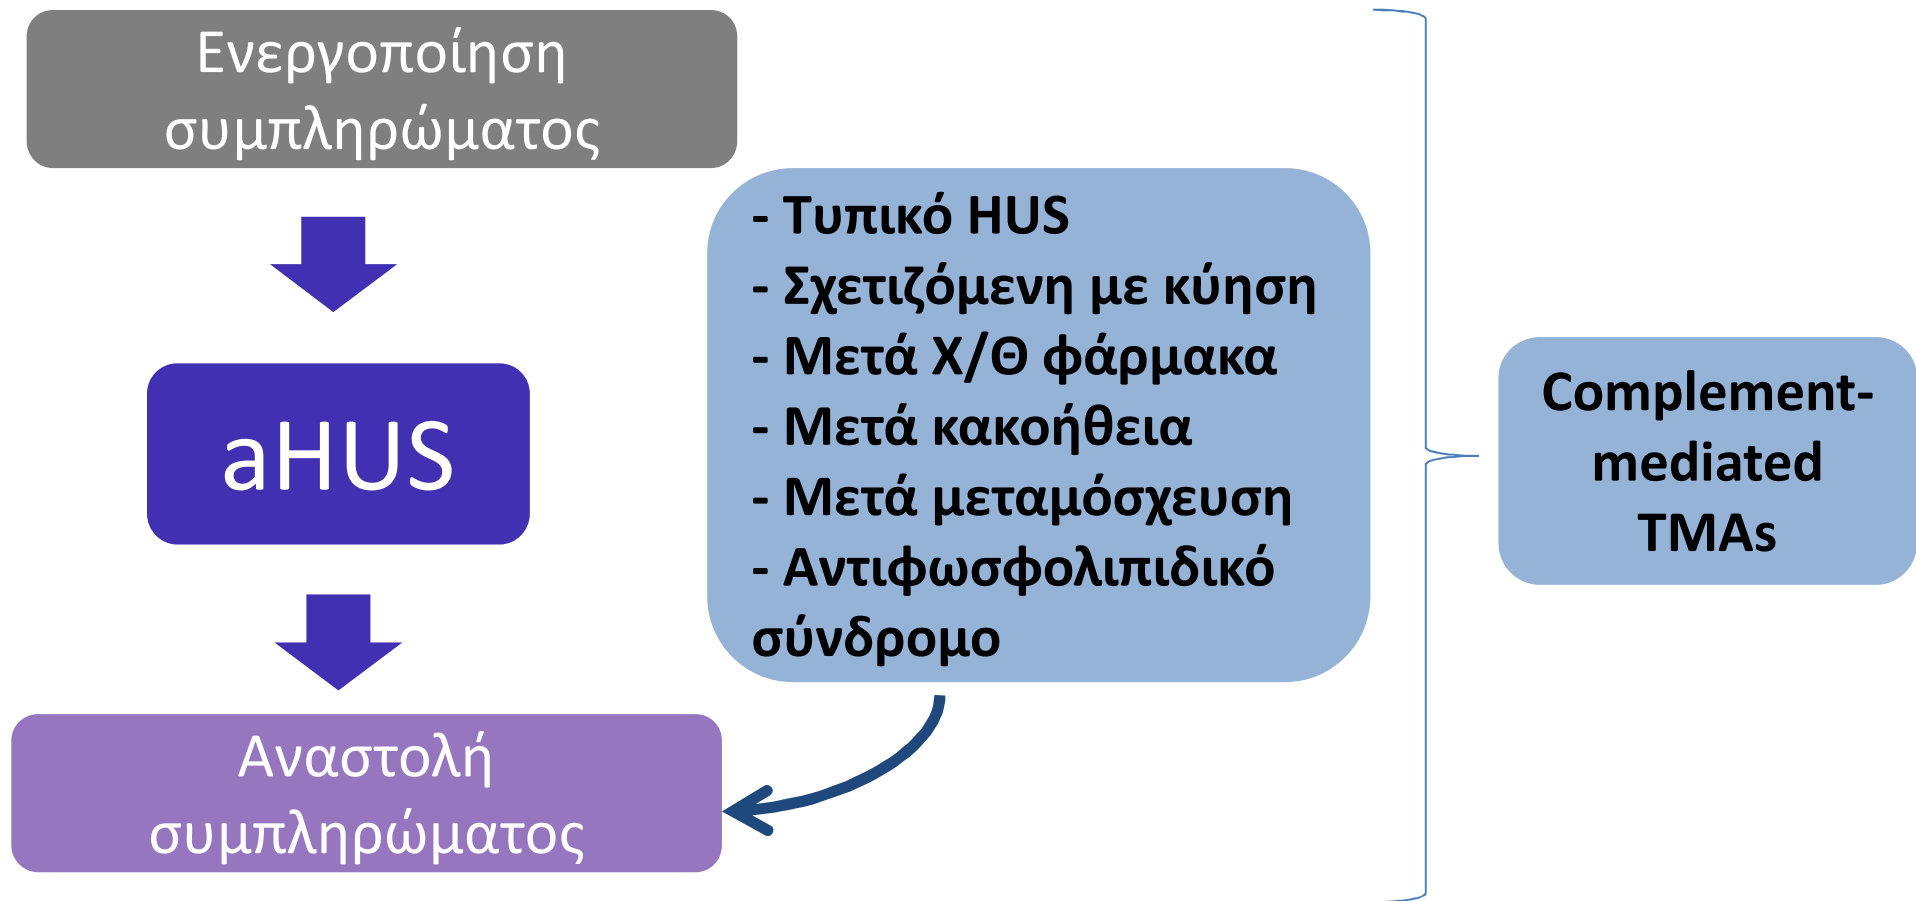 Ενεργοποίηση
συμπληρώματος
aHUS
Αναστολή
συμπληρώματος
- Τυπικό HUS
- Σχετιζόμενη με κύηση
- Μετά Χ/Θ φάρμακα
- Μετά κακοήθεια
- Μετά μεταμόσχευση
- Αντιφωσφολιπιδικό
σύνδρομο
Complement-
mediated
TMAs